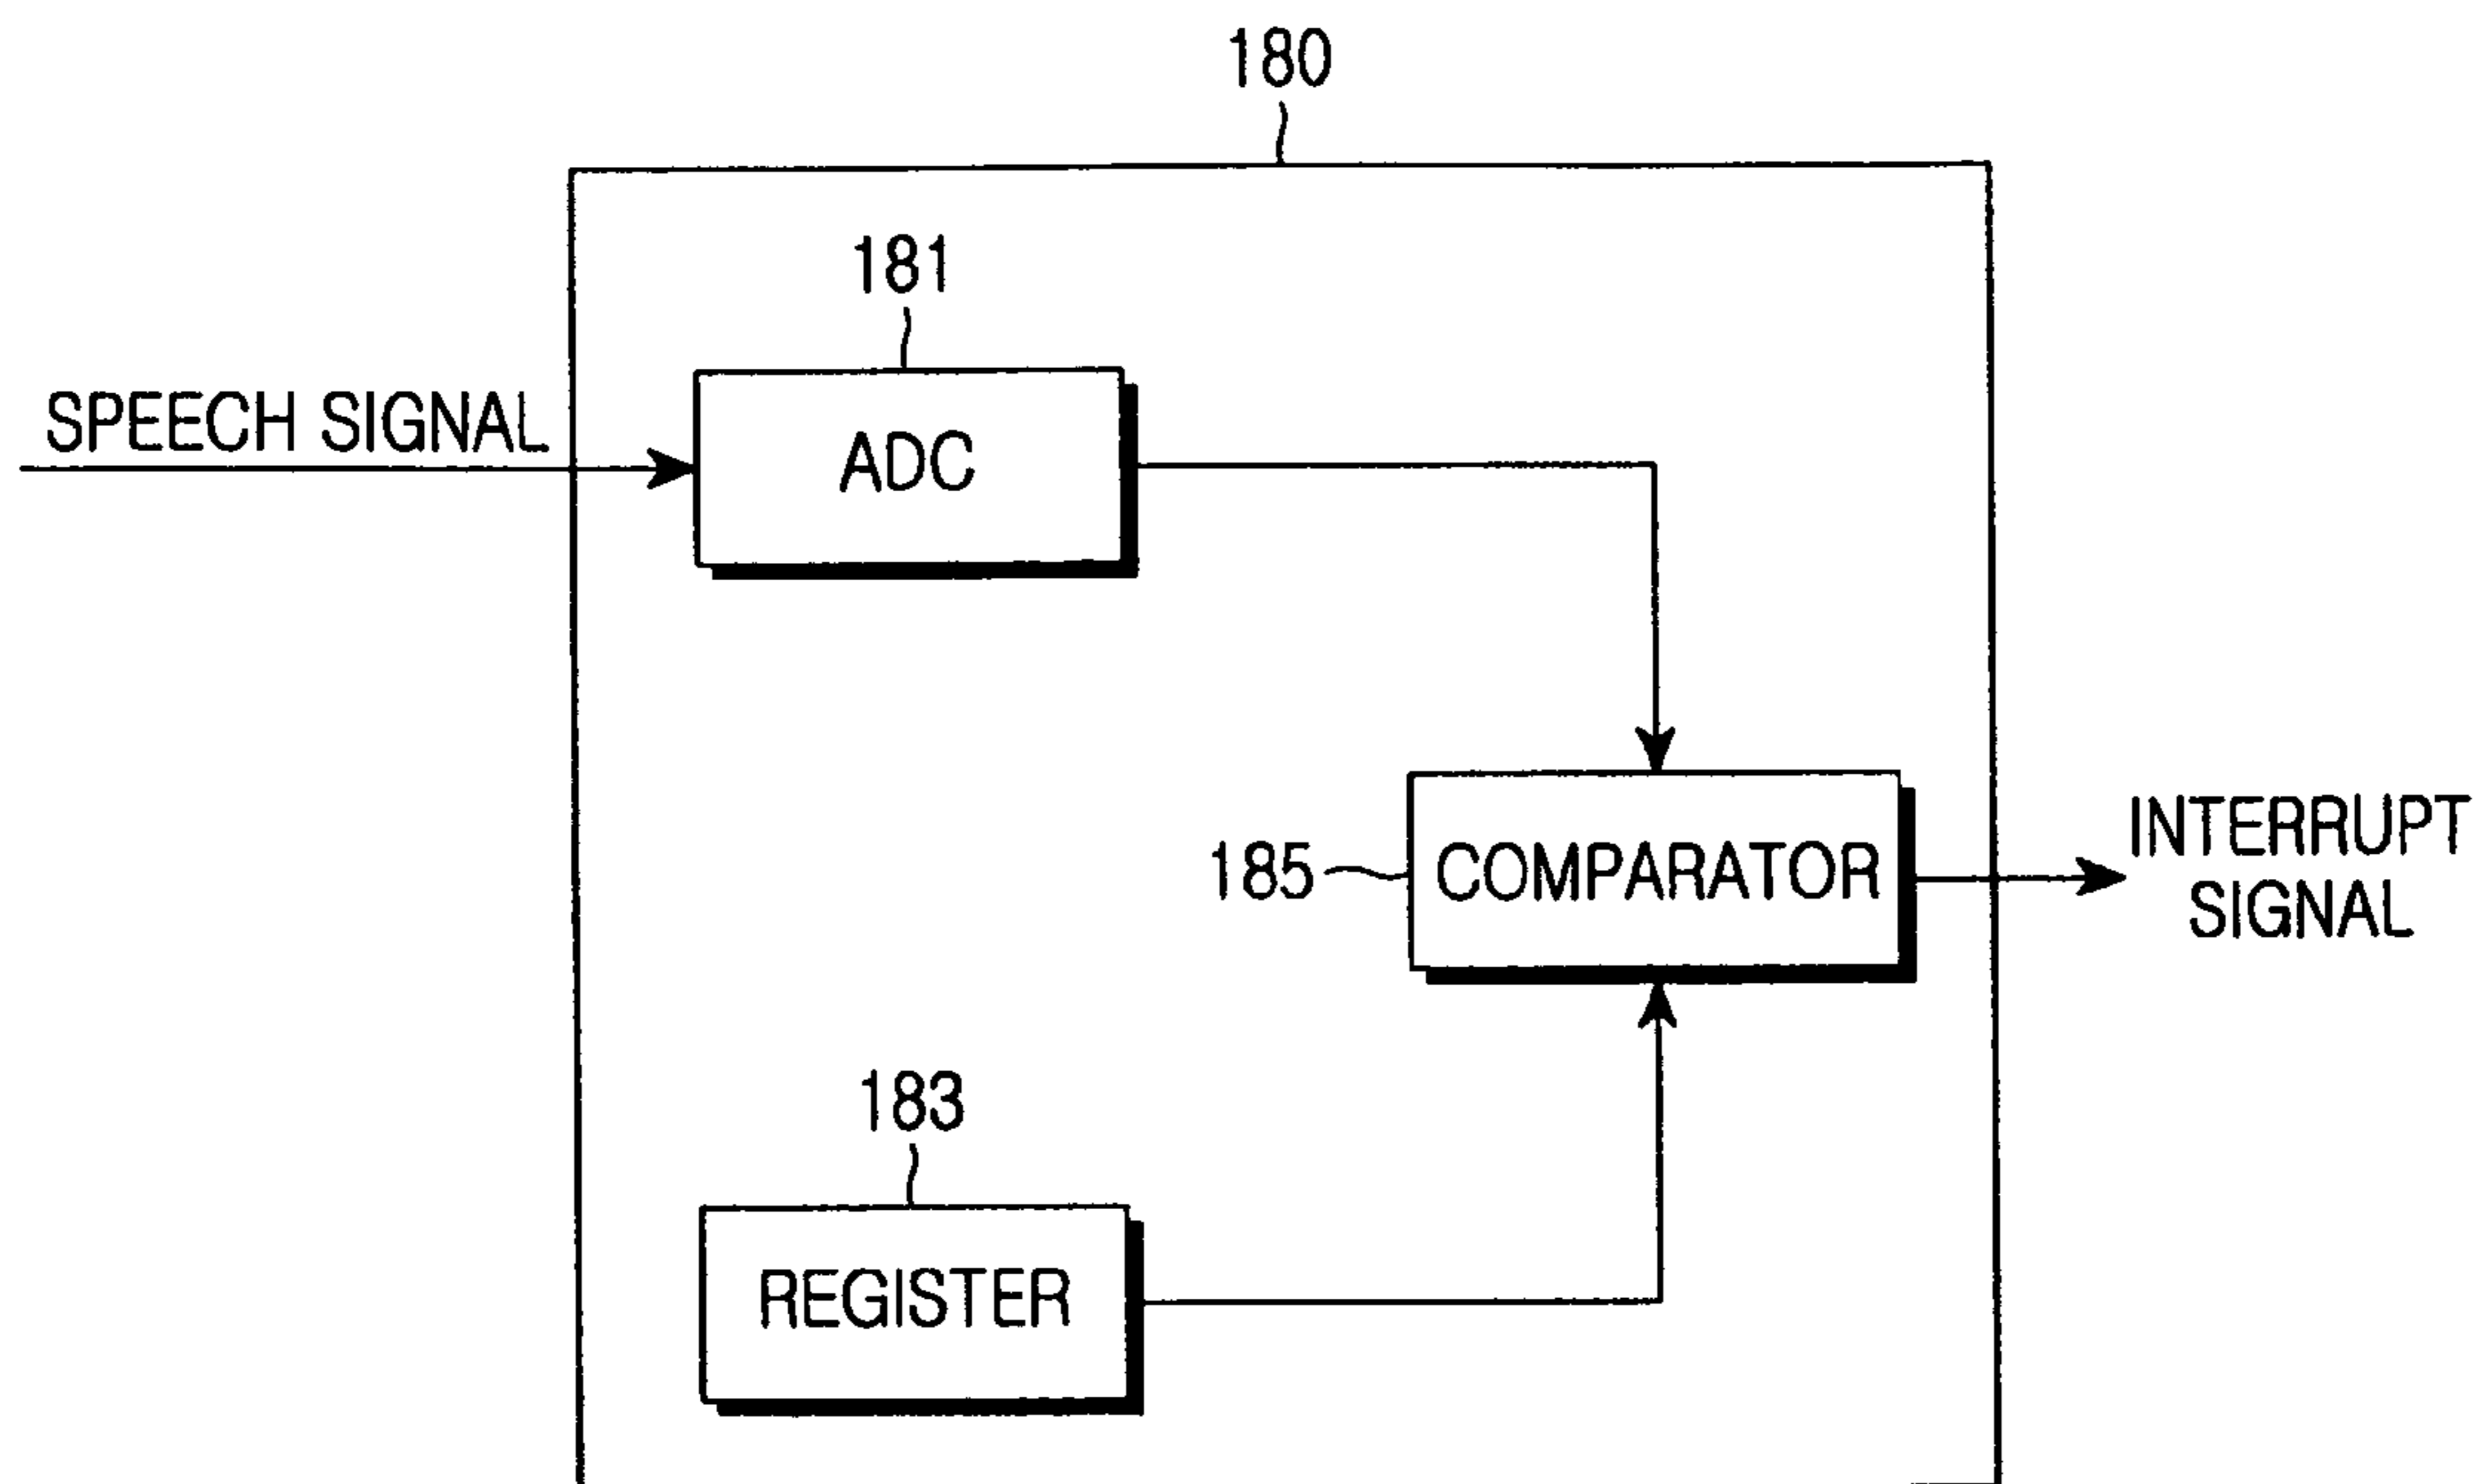 180
181
SPEECH SIGNAL
ADC
185
COMPARATOR
INTERRUPT
SIGNAL
183
REGISTER